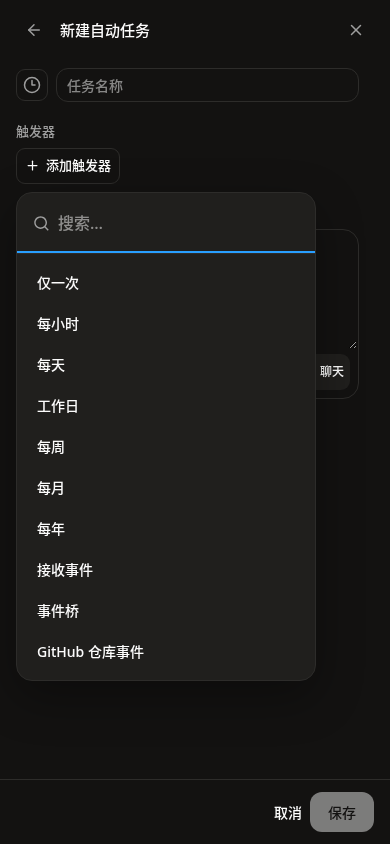 新建自动任务
任务名称
触发器
添加触发器
搜索...
仅一次
每小时
每天
聊天
工作日
每周
每月
每年
接收事件
事件桥
GitHub 仓库事件
取消
保存